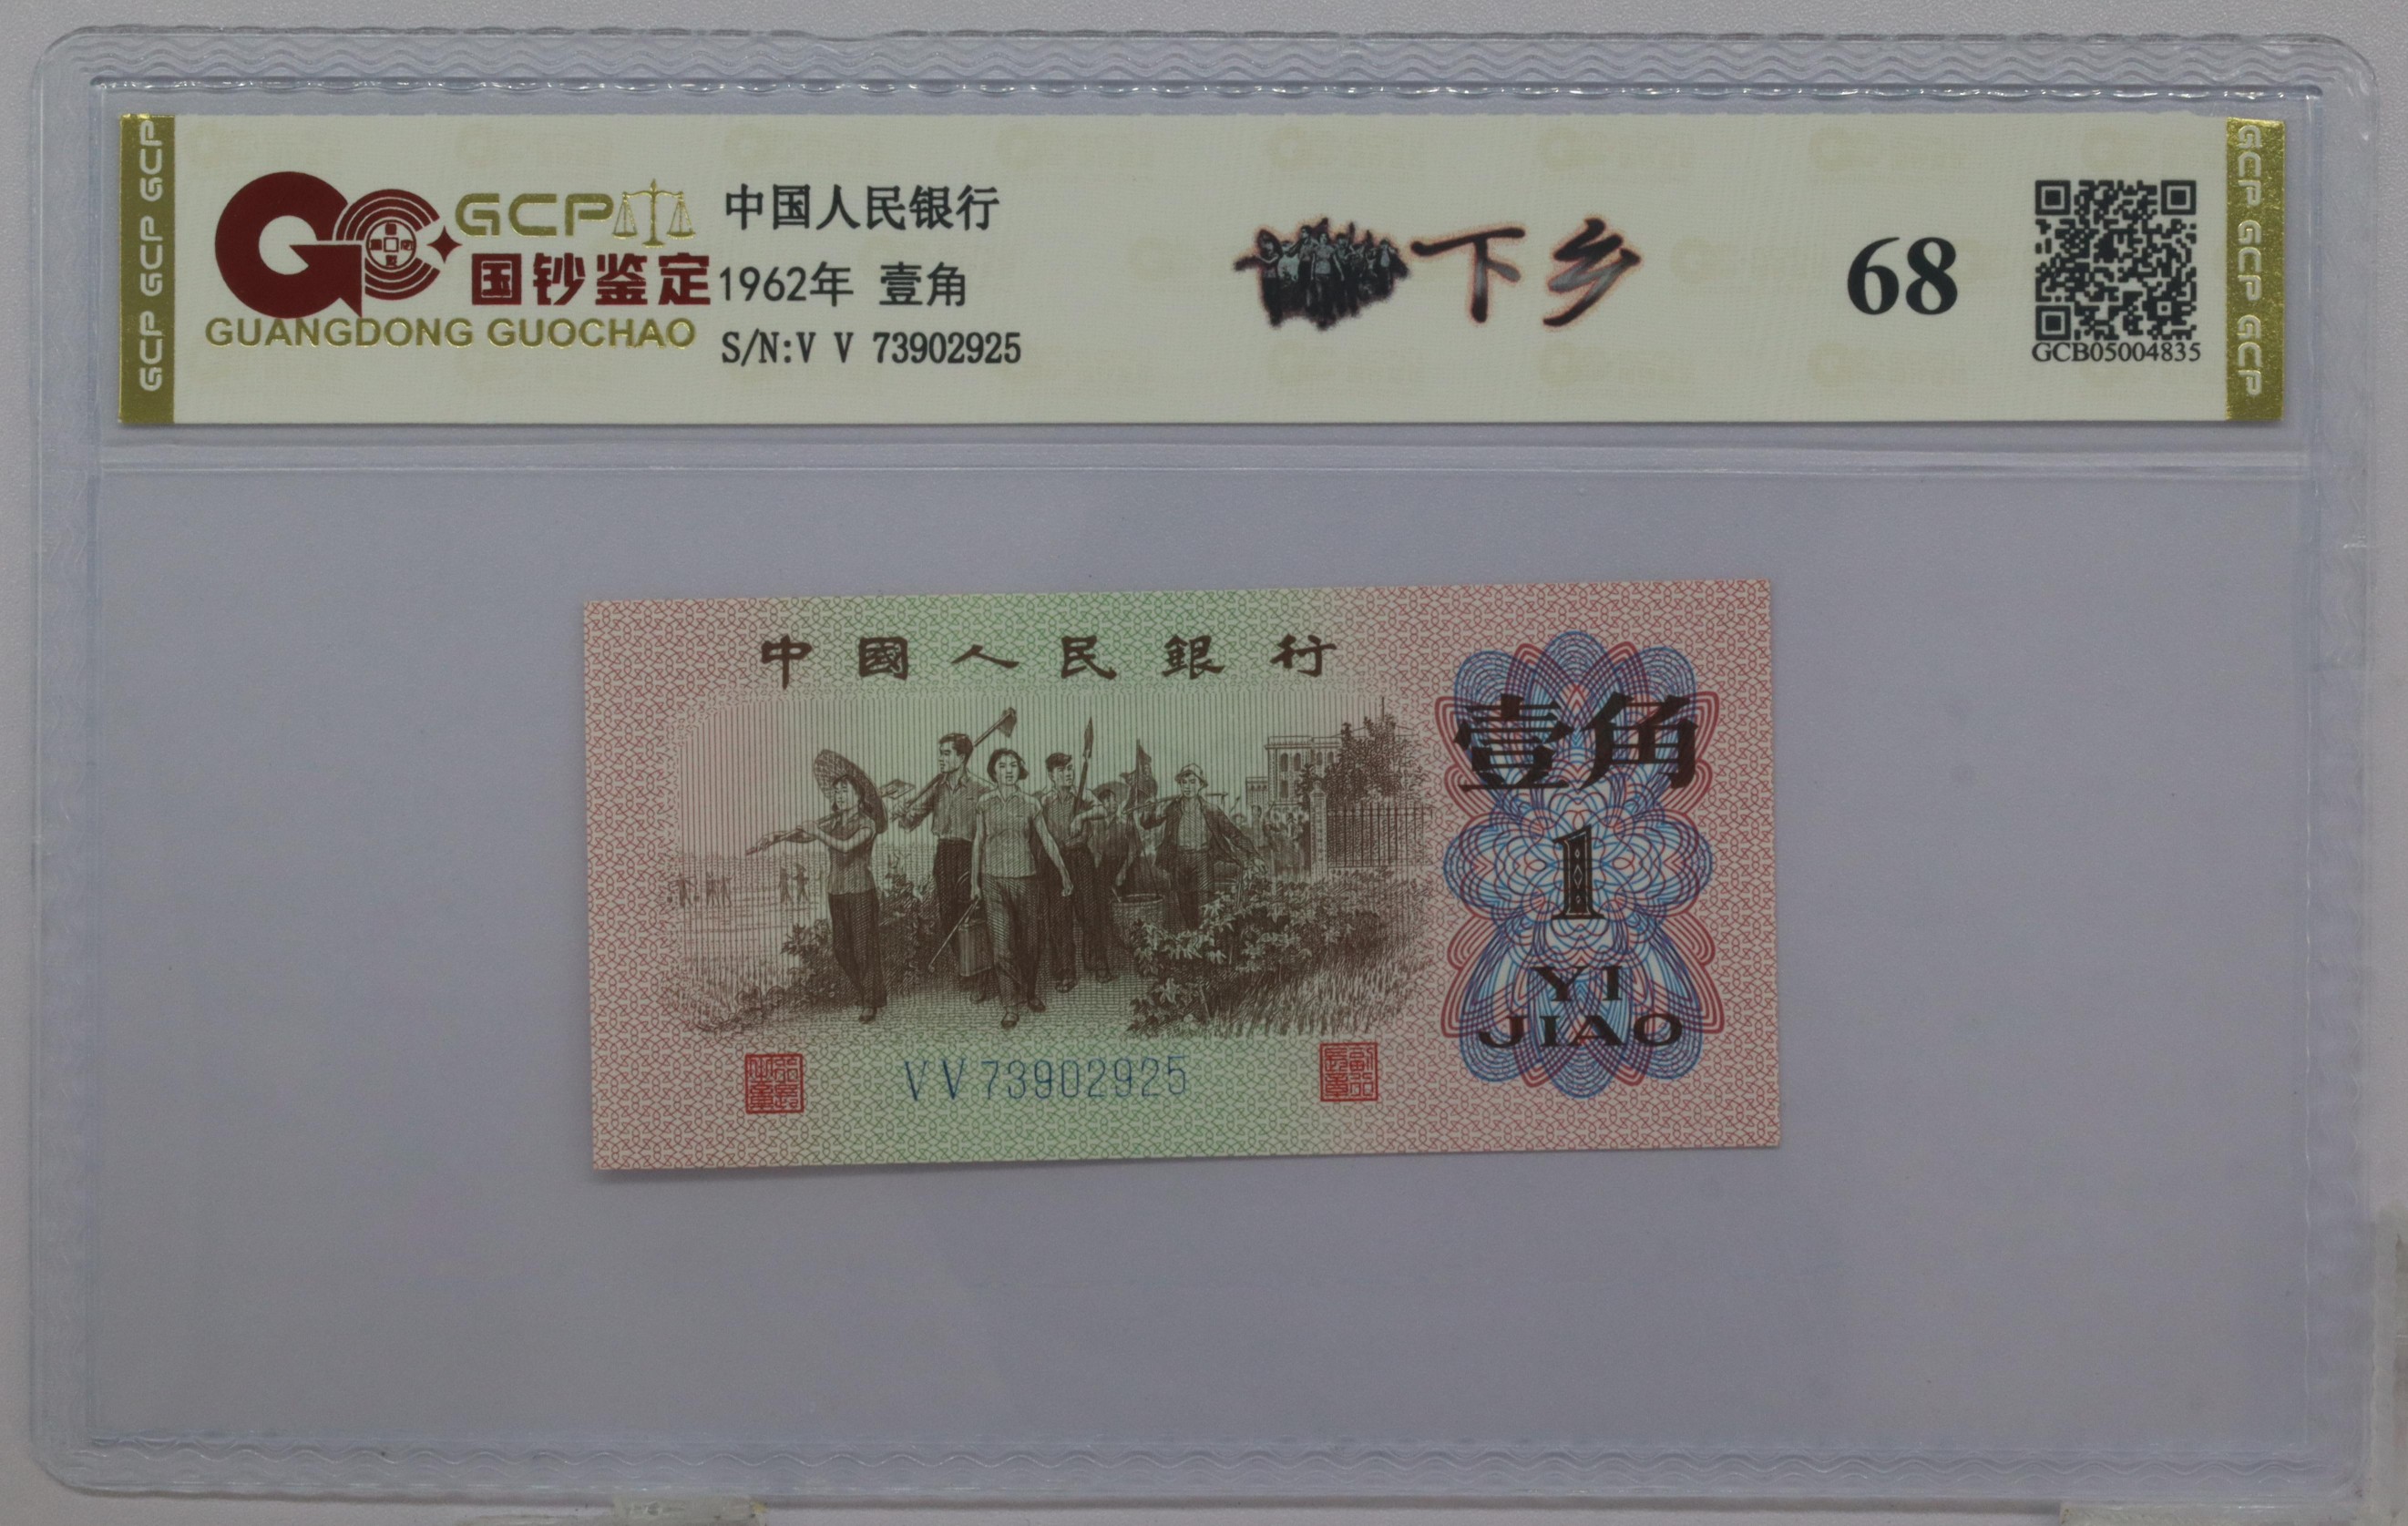 GCP GCP GCP
GCP
国钞鉴定
GUANGDONG GUOCHAO
中国人民银行
1962年 壹角
S/N:V V 73902925
下乡
68
GCB05004835
GCP GCP GCP GCP
中國人民銀行
壹角
1
YI
JIAO
VV73902925